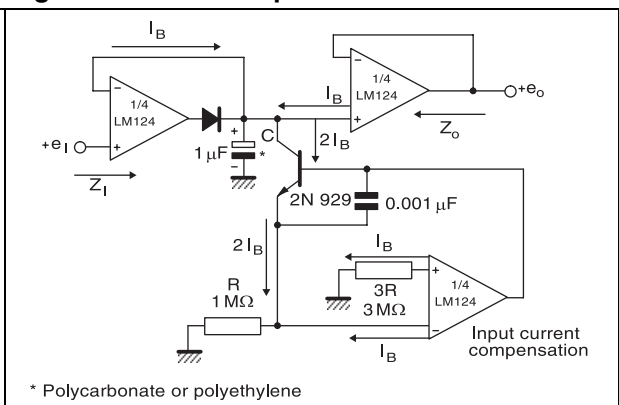 I_B
1/4
LM124
+e_I
Z_I
C
1 μF
+
*
-
2N 929
0.001 μF
I_B
2I_B
1/4
LM124
+e_o
Z_o
2I_B
R
1 MΩ
I_B
3R
3 MΩ
1/4
LM124
I_B
Input current
compensation
* Polycarbonate or polyethylene